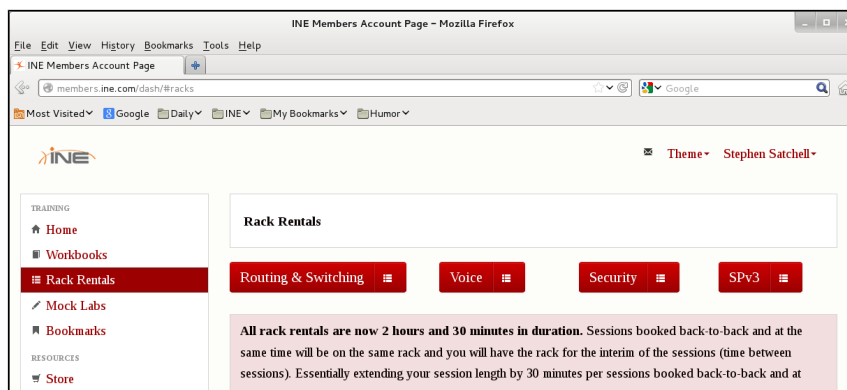 INE Members Account Page - Mozilla Firefox
File Edit View History Bookmarks Tools Help
INE Members Account Page
members.ine.com/dash/#racks
Google
Most Visited Google Daily INE My Bookmarks Humor
INE
Theme Stephen Satchell
TRAINING
Home
Workbooks
Rack Rentals
Mock Labs
Bookmarks
RESOURCES
Store
Rack Rentals
Routing & Switching Voice Security SPv3
All rack rentals are now 2 hours and 30 minutes in duration. Sessions booked back-to-back and at the
same time will be on the same rack and you will have the rack for the interim of the sessions (time between
sessions). Essentially extending your session length by 30 minutes per sessions booked back-to-back and at